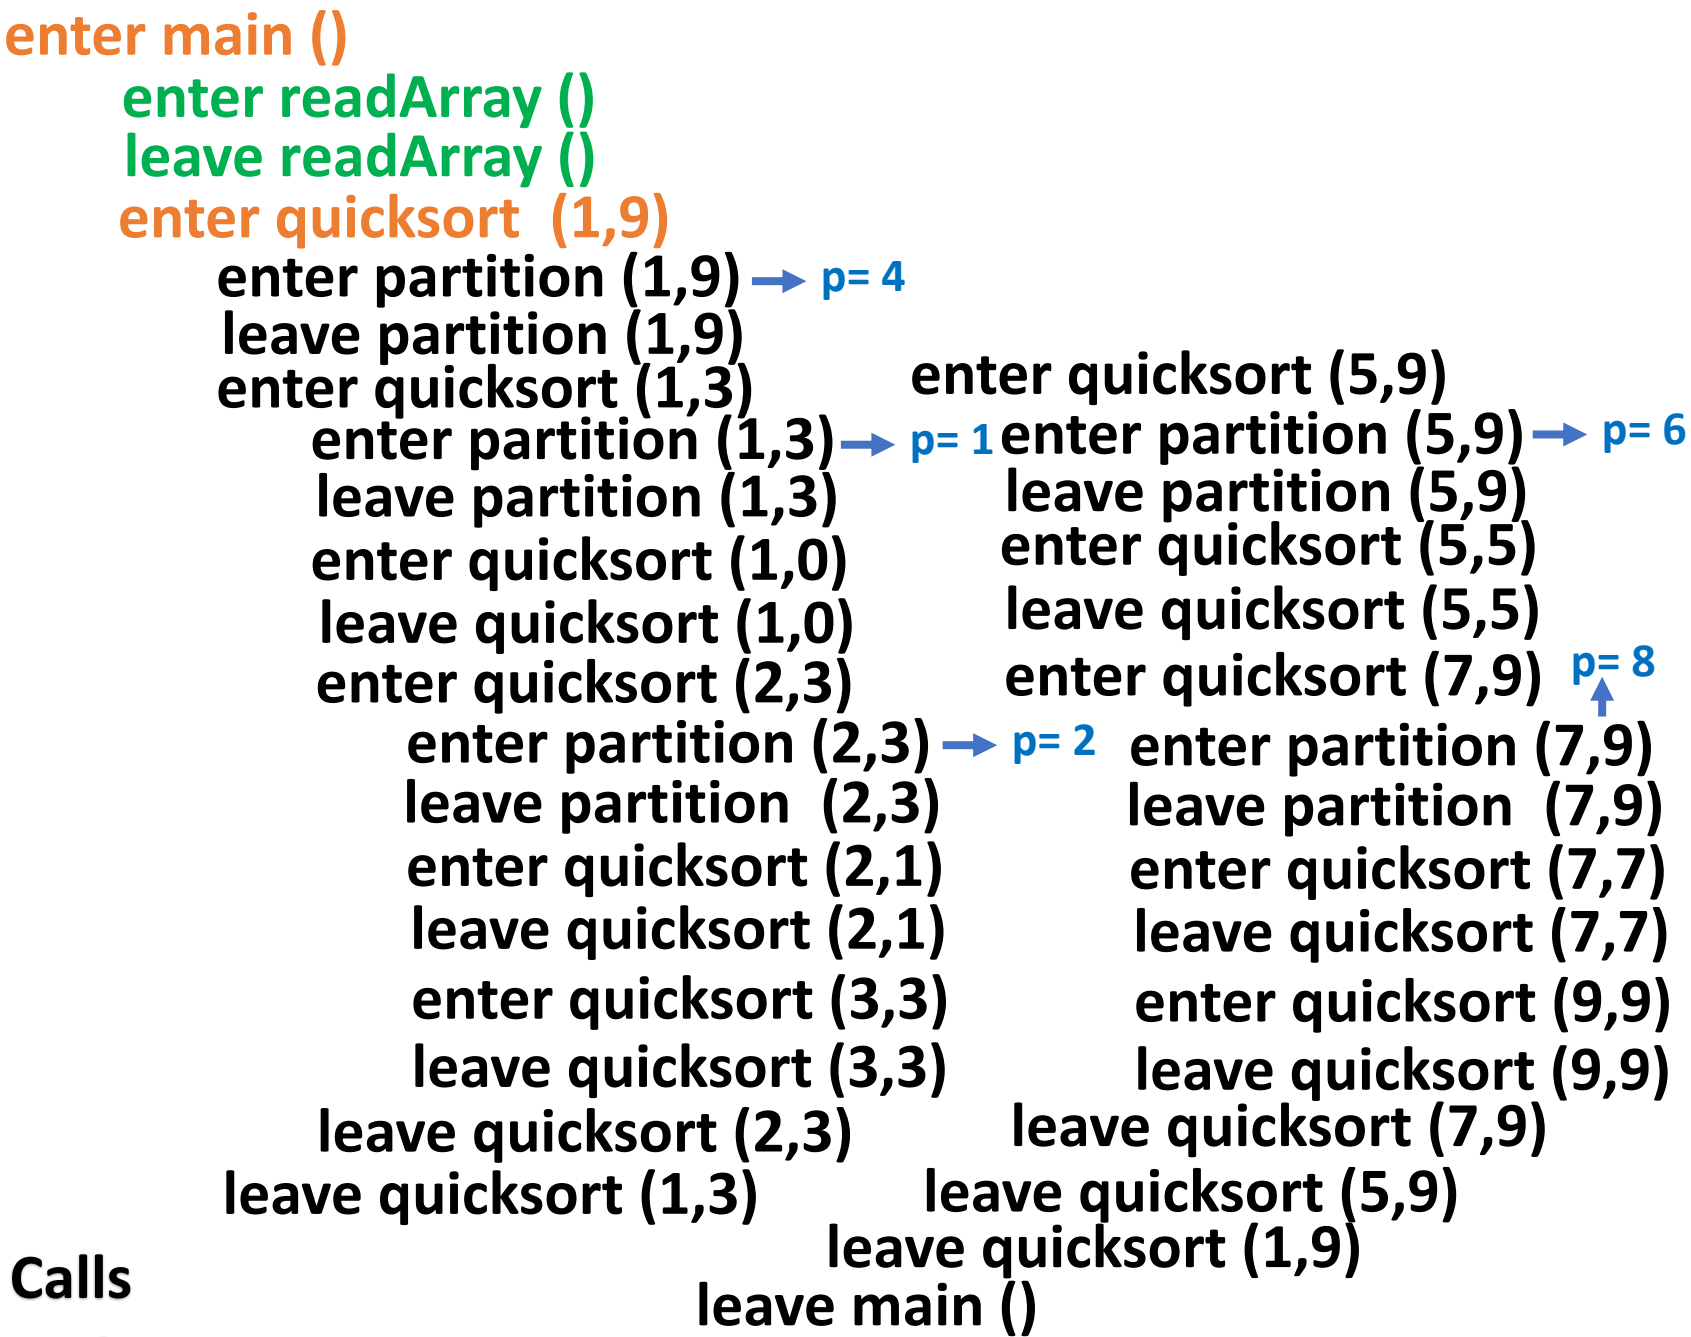 enter main ()
enter readArray ()
leave readArray ()
enter quicksort (1,9)
enter partition (1,9) p= 4
leave partition (1,9)
enter quicksort (1,3)
enter partition (1,3) p= 1
leave partition (1,3)
enter quicksort (1,0)
leave quicksort (1,0)
enter quicksort (2,3)
enter partition (2,3) p= 2
leave partition (2,3)
enter quicksort (2,1)
leave quicksort (2,1)
enter quicksort (3,3)
leave quicksort (3,3)
leave quicksort (2,3)
leave quicksort (1,3)
enter quicksort (5,9)
enter partition (5,9) p= 6
leave partition (5,9)
enter quicksort (5,5)
leave quicksort (5,5)
enter quicksort (7,9)
p= 8
enter partition (7,9)
leave partition (7,9)
enter quicksort (7,7)
leave quicksort (7,7)
enter quicksort (9,9)
leave quicksort (9,9)
leave quicksort (7,9)
leave quicksort (5,9)
leave quicksort (1,9)
leave main ()
Calls